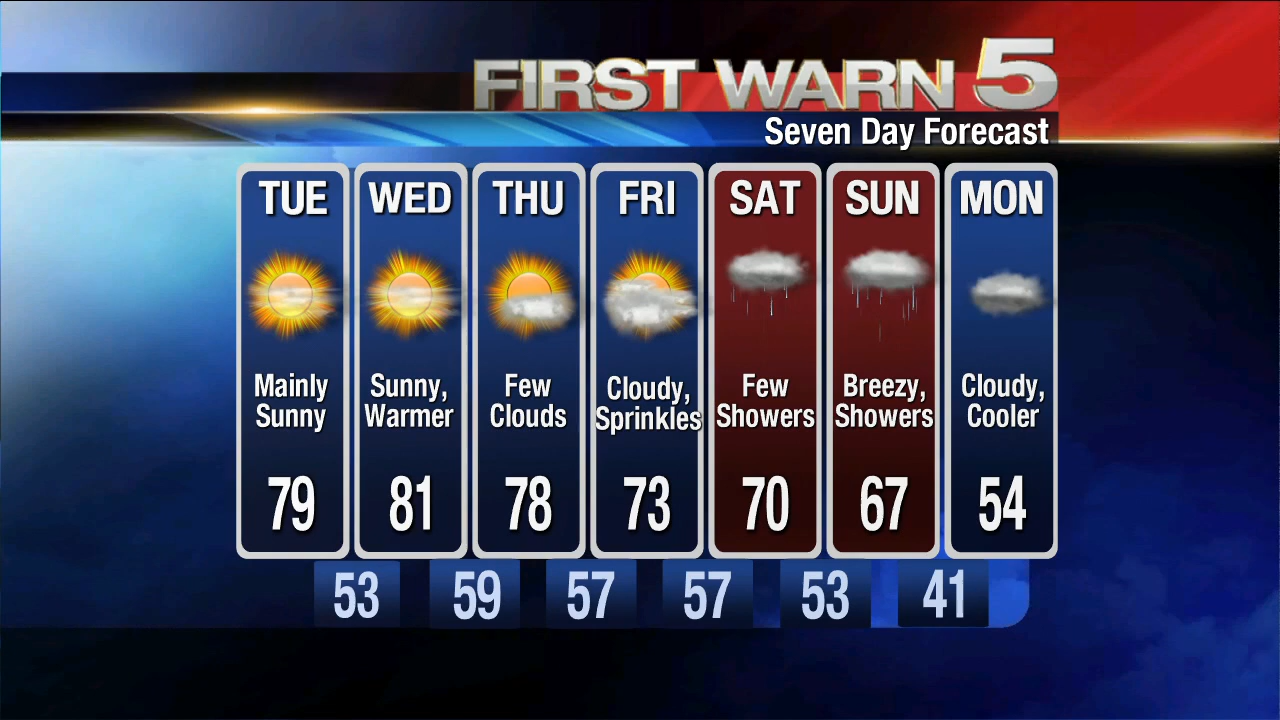 FIRST WARN 5
Seven Day Forecast
TUE WED THU FRI SAT SUN MON
Mainly Sunny, Few Cloudy, Few Breezy, Cloudy,
Sunny Warmer Clouds Sprinkles Showers Showers Cooler
79 81 78 73 70 67 54
53 59 57 57 53 41